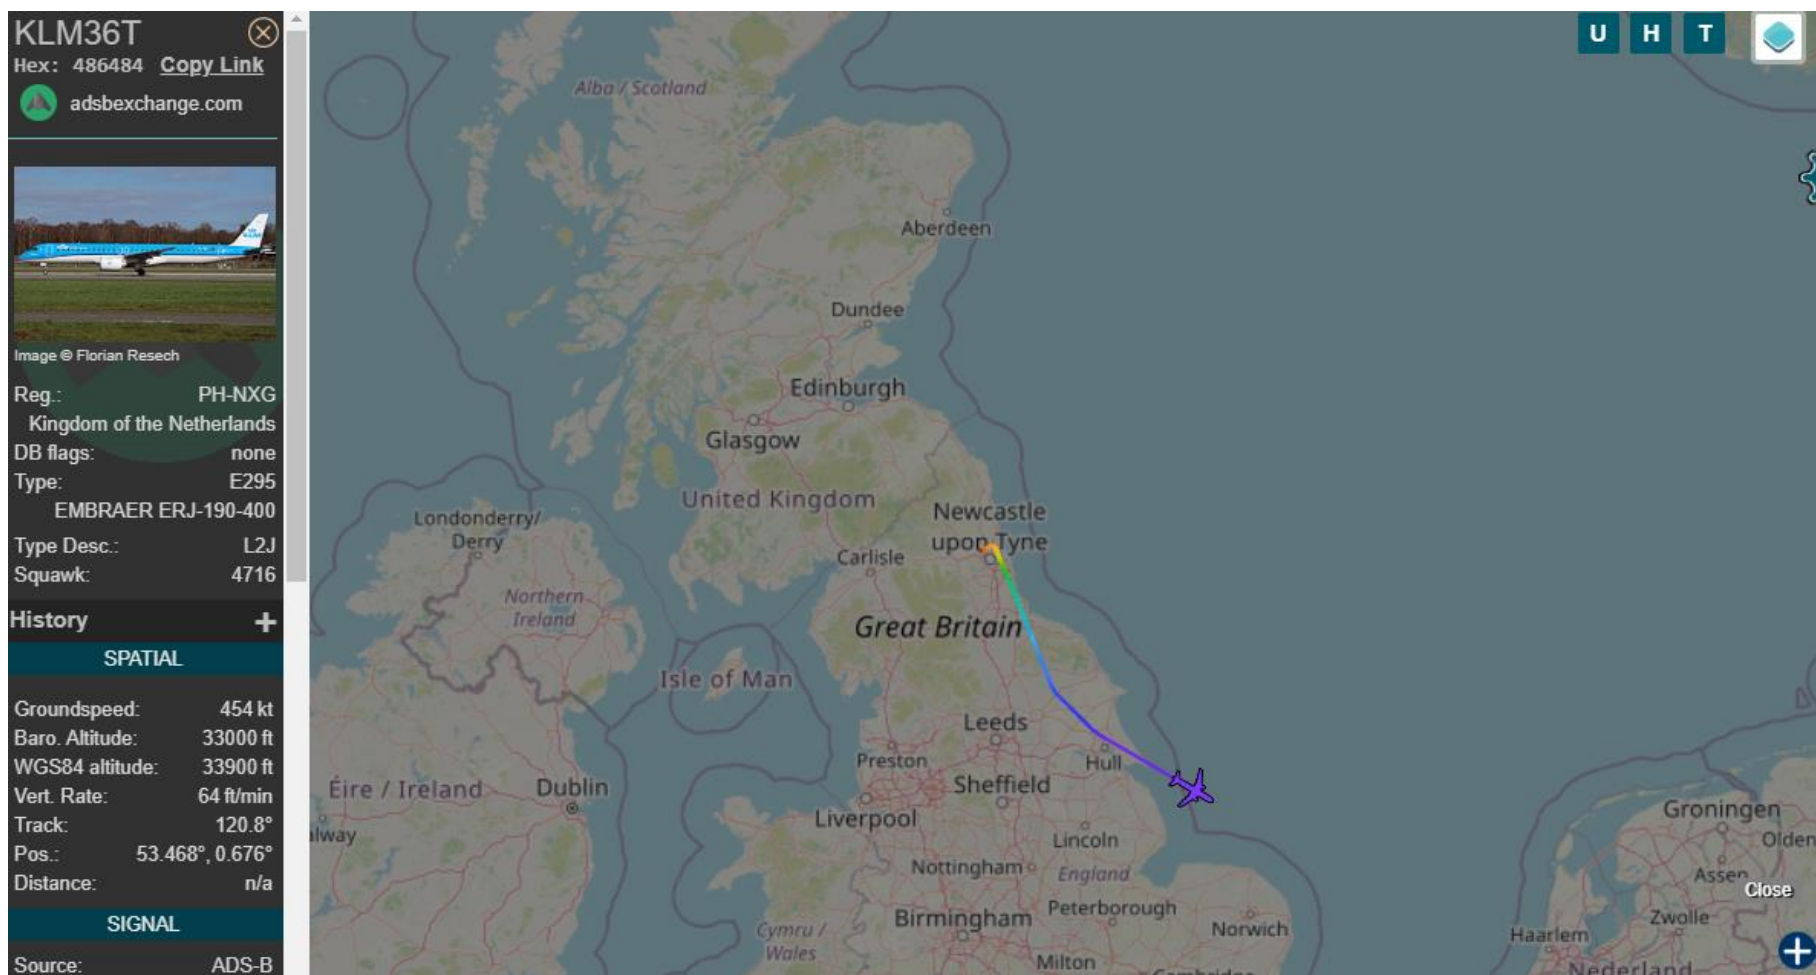 KLM36T
Hex: 486484 Copy Link
adsbexchange.com
Image © Florian Resech
Reg.: PH-NXG
Kingdom of the Netherlands
DB flags: none
Type: E295
EMBRAER ERJ-190-400
Type Desc.: L2J
Squawk: 4716
History +
SPATIAL
Groundspeed: 454 kt
Baro. Altitude: 33000 ft
WGS84 altitude: 33900 ft
Vert. Rate: 64 ft/min
Track: 120.8°
Pos.: 53.468°, 0.676°
Distance: n/a
SIGNAL
Source: ADS-B
U H T
Alba / Scotland
Aberdeen
Dundee
Edinburgh
Glasgow
United Kingdom
Newcastle
upon Tyne
Londonderry/
Derry
Carlisle
Northern
Ireland
Great Britain
Isle of Man
Leeds
Preston
Hull
Éire / Ireland
Dublin
Sheffield
Liverpool
alway
Lincoln
Nottingham
England
Birmingham
Peterborough
Norwich
Cymru /
Wales
Milton
Cambridge
Groningen
Olden
Assen
Close
Zwolle
Haarlem
Nederland